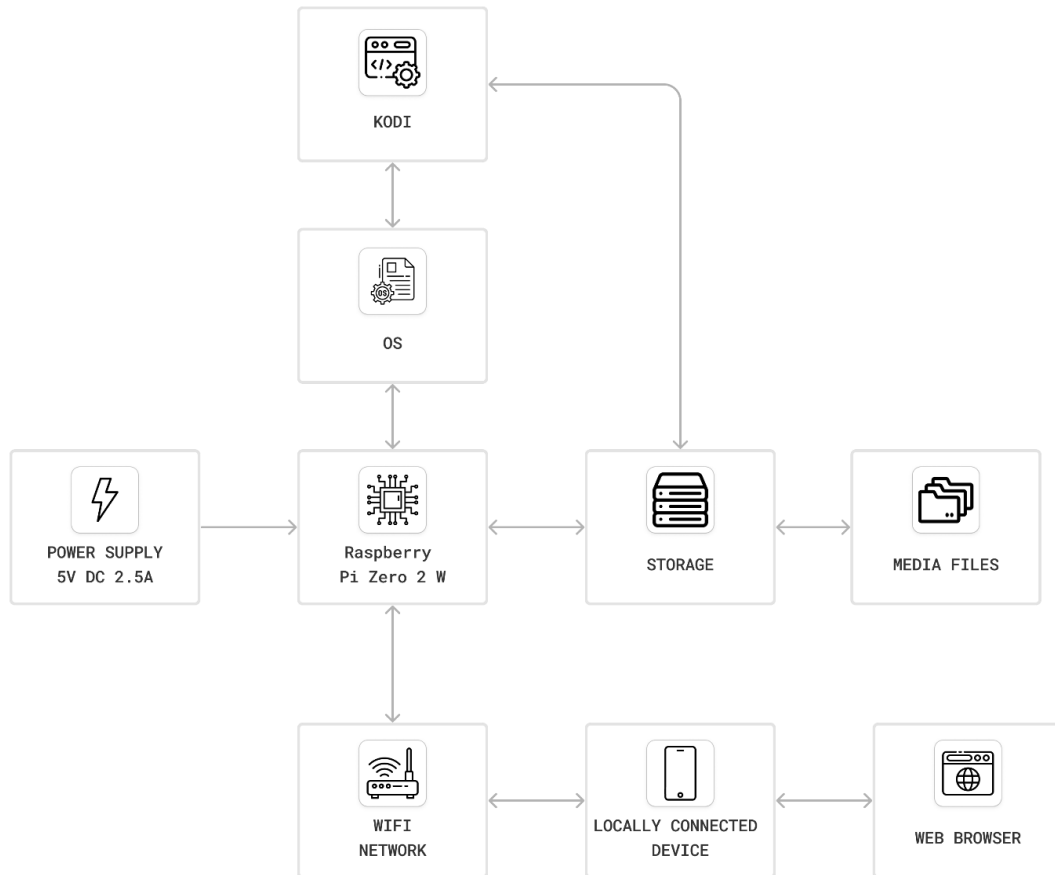 KODI
OS
POWER SUPPLY
5V DC 2.5A
Raspberry
Pi Zero 2 W
STORAGE
MEDIA FILES
WIFI
NETWORK
LOCALLY CONNECTED
DEVICE
WEB BROWSER